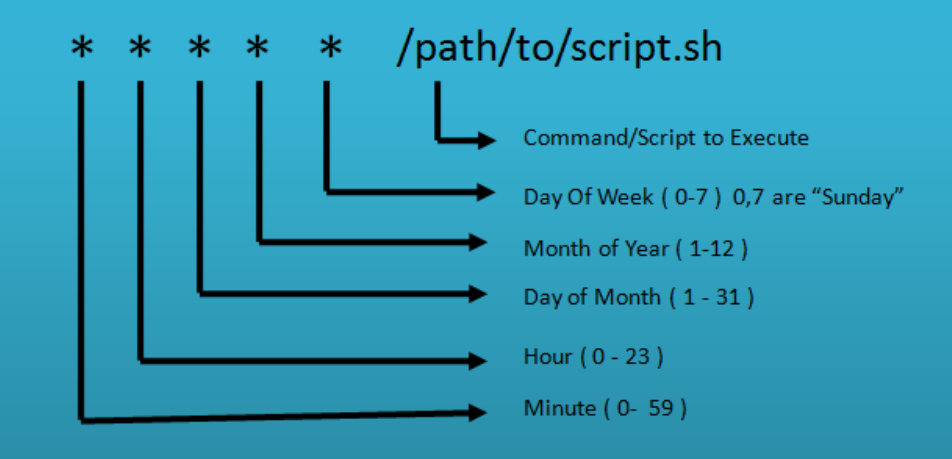 * * * * * /path/to/script.sh
Command/Script to Execute
Day Of Week ( 0-7 ) 0,7 are “Sunday”
Month of Year ( 1-12 )
Day of Month ( 1 - 31 )
Hour ( 0 - 23 )
Minute ( 0- 59 )